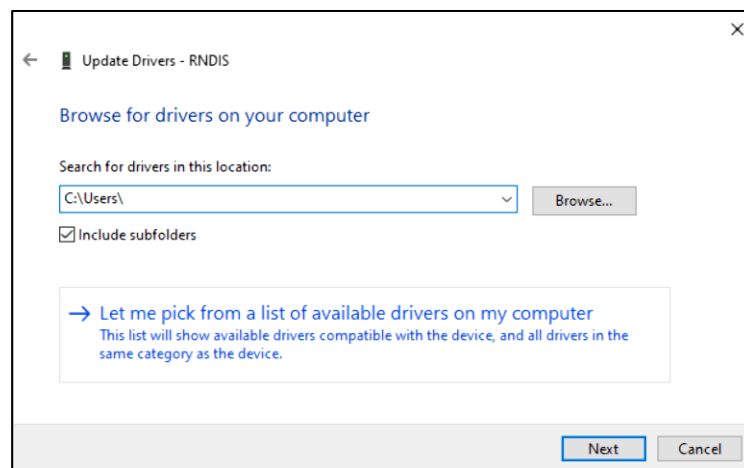 Update Drivers - RNDIS
Browse for drivers on your computer
Search for drivers in this location:
C:\Users\
Browse...
Include subfolders
Let me pick from a list of available drivers on my computer
This list will show available drivers compatible with the device, and all drivers in the
same category as the device.
Next
Cancel